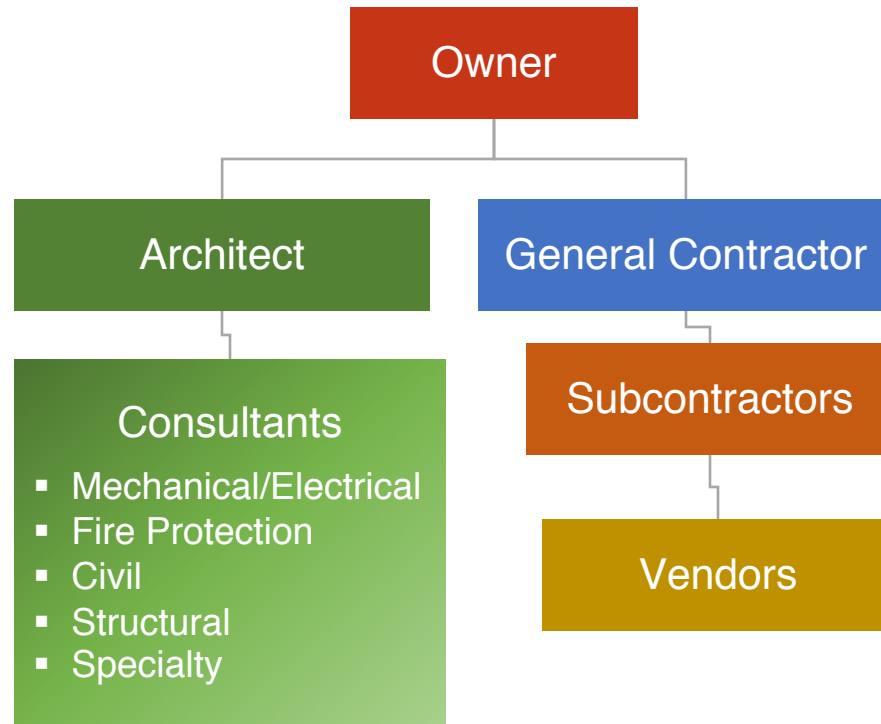 Owner
Architect
General Contractor
Consultants
▪ Mechanical/Electrical
▪ Fire Protection
▪ Civil
▪ Structural
▪ Specialty
Subcontractors
Vendors